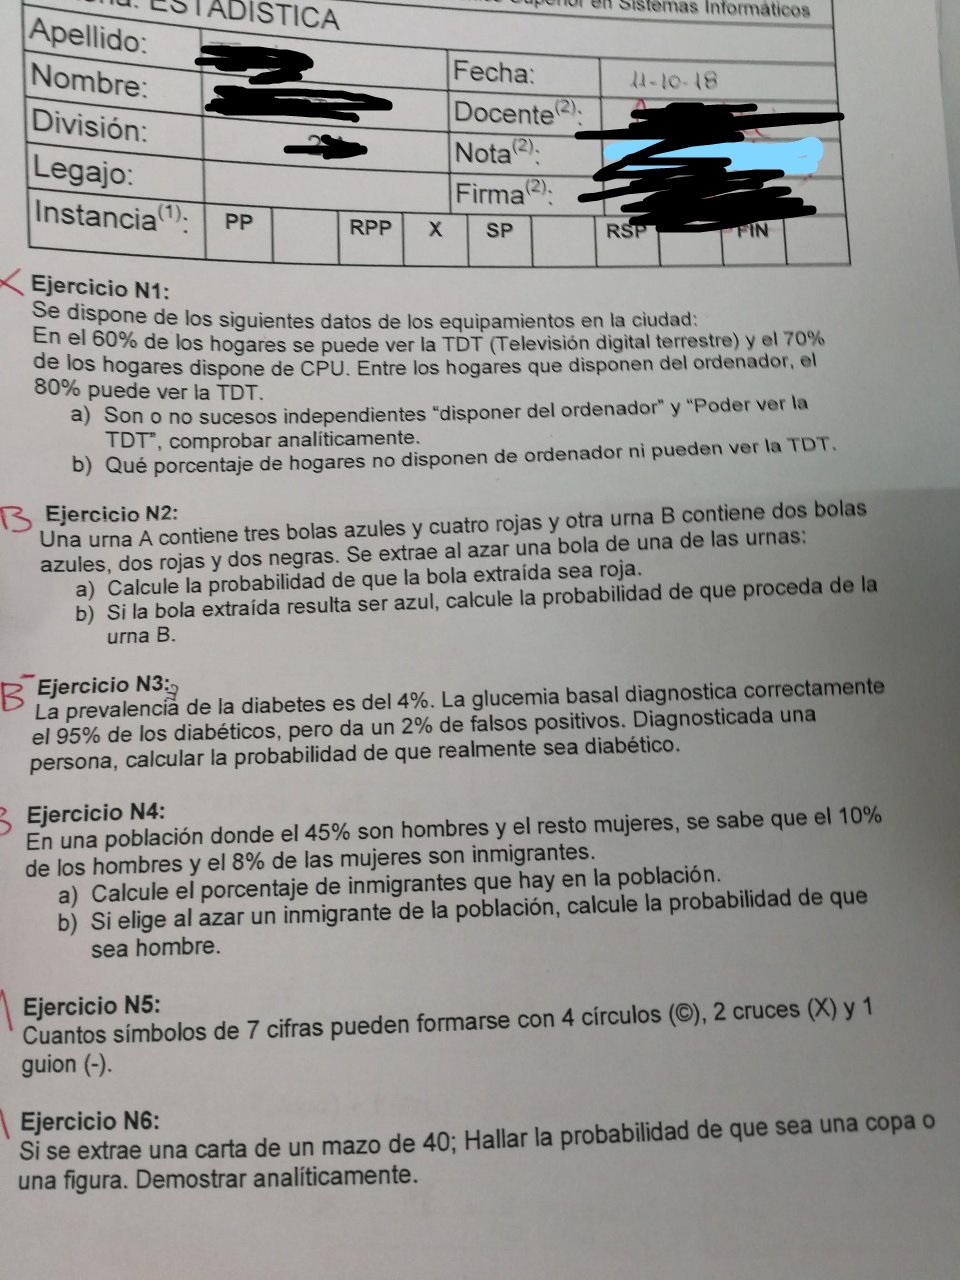 ESTADISTICA
Superior en Sistemas Informáticos
Apellido:
Nombre:
Fecha: 11-10-18
División:
Docente(2):
Legajo:
Nota(2):
Firma(2):
Instancia(1): PP RPP X SP RSP FIN
Ejercicio N1:
Se dispone de los siguientes datos de los equipamientos en la ciudad:
En el 60% de los hogares se puede ver la TDT (Televisión digital terrestre) y el 70%
de los hogares dispone de CPU. Entre los hogares que disponen del ordenador, el
80% puede ver la TDT.
a) Son o no sucesos independientes “disponer del ordenador” y “Poder ver la
TDT”, comprobar analíticamente.
b) Qué porcentaje de hogares no disponen de ordenador ni pueden ver la TDT.
B Ejercicio N2:
Una urna A contiene tres bolas azules y cuatro rojas y otra urna B contiene dos bolas
azules, dos rojas y dos negras. Se extrae al azar una bola de una de las urnas:
a) Calcule la probabilidad de que la bola extraída sea roja.
b) Si la bola extraída resulta ser azul, calcule la probabilidad de que proceda de la
urna B.
B- Ejercicio N3:
La prevalencia de la diabetes es del 4%. La glucemia basal diagnostica correctamente
el 95% de los diabéticos, pero da un 2% de falsos positivos. Diagnosticada una
persona, calcular la probabilidad de que realmente sea diabético.
Ejercicio N4:
En una población donde el 45% son hombres y el resto mujeres, se sabe que el 10%
de los hombres y el 8% de las mujeres son inmigrantes.
a) Calcule el porcentaje de inmigrantes que hay en la población.
b) Si elige al azar un inmigrante de la población, calcule la probabilidad de que
sea hombre.
Ejercicio N5:
Cuantos símbolos de 7 cifras pueden formarse con 4 círculos (©), 2 cruces (X) y 1
guion (-).
Ejercicio N6:
Si se extrae una carta de un mazo de 40; Hallar la probabilidad de que sea una copa o
una figura. Demostrar analíticamente.